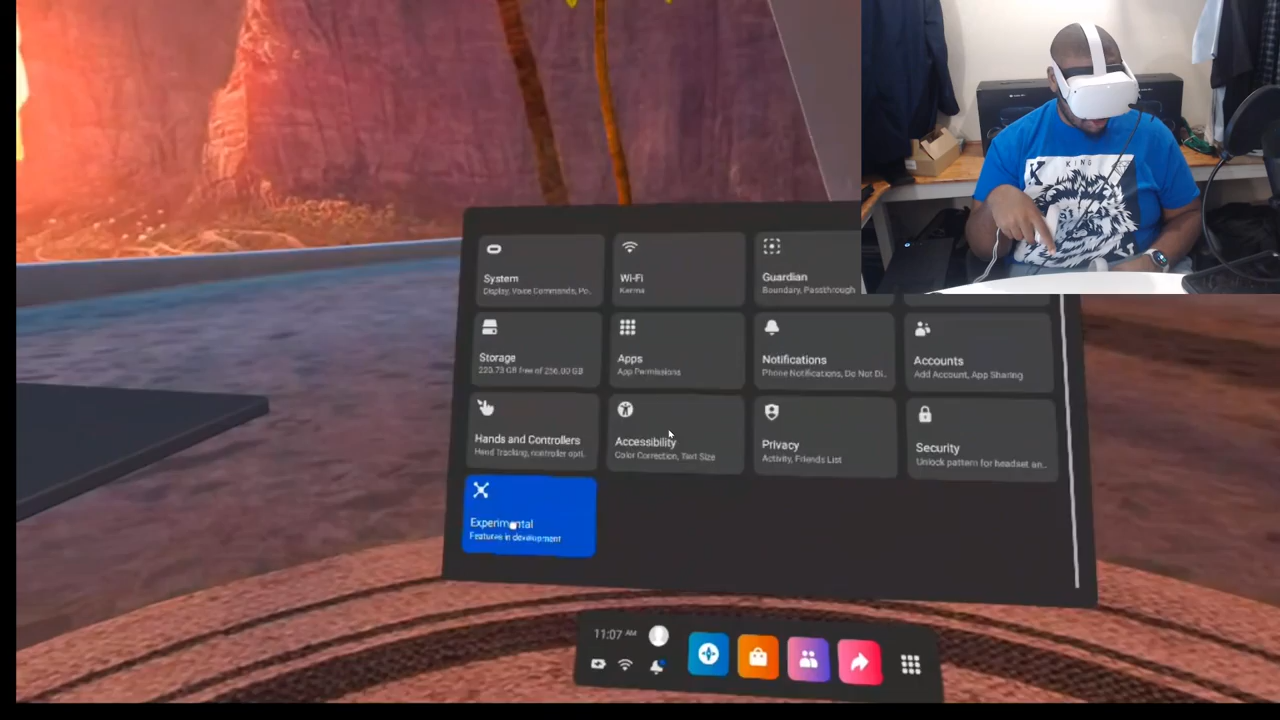 KING
K
System
Display, Voice Commands, Po..
Wi-Fi
Karma
Guardian
Boundary, Passthrough
Storage
220.73 GB free of 256.00 GB
Apps
App Permissions
Notifications
Phone Notifications, Do Not Di..
Accounts
Add Account, App Sharing
Hands and Controllers
Hand Tracking, controller opti..
Accessibility
Color Correction, Text Size
Privacy
Activity, Friends List
Security
Unlock pattern for headset an..
Experimental
Features in development
11:07 AM